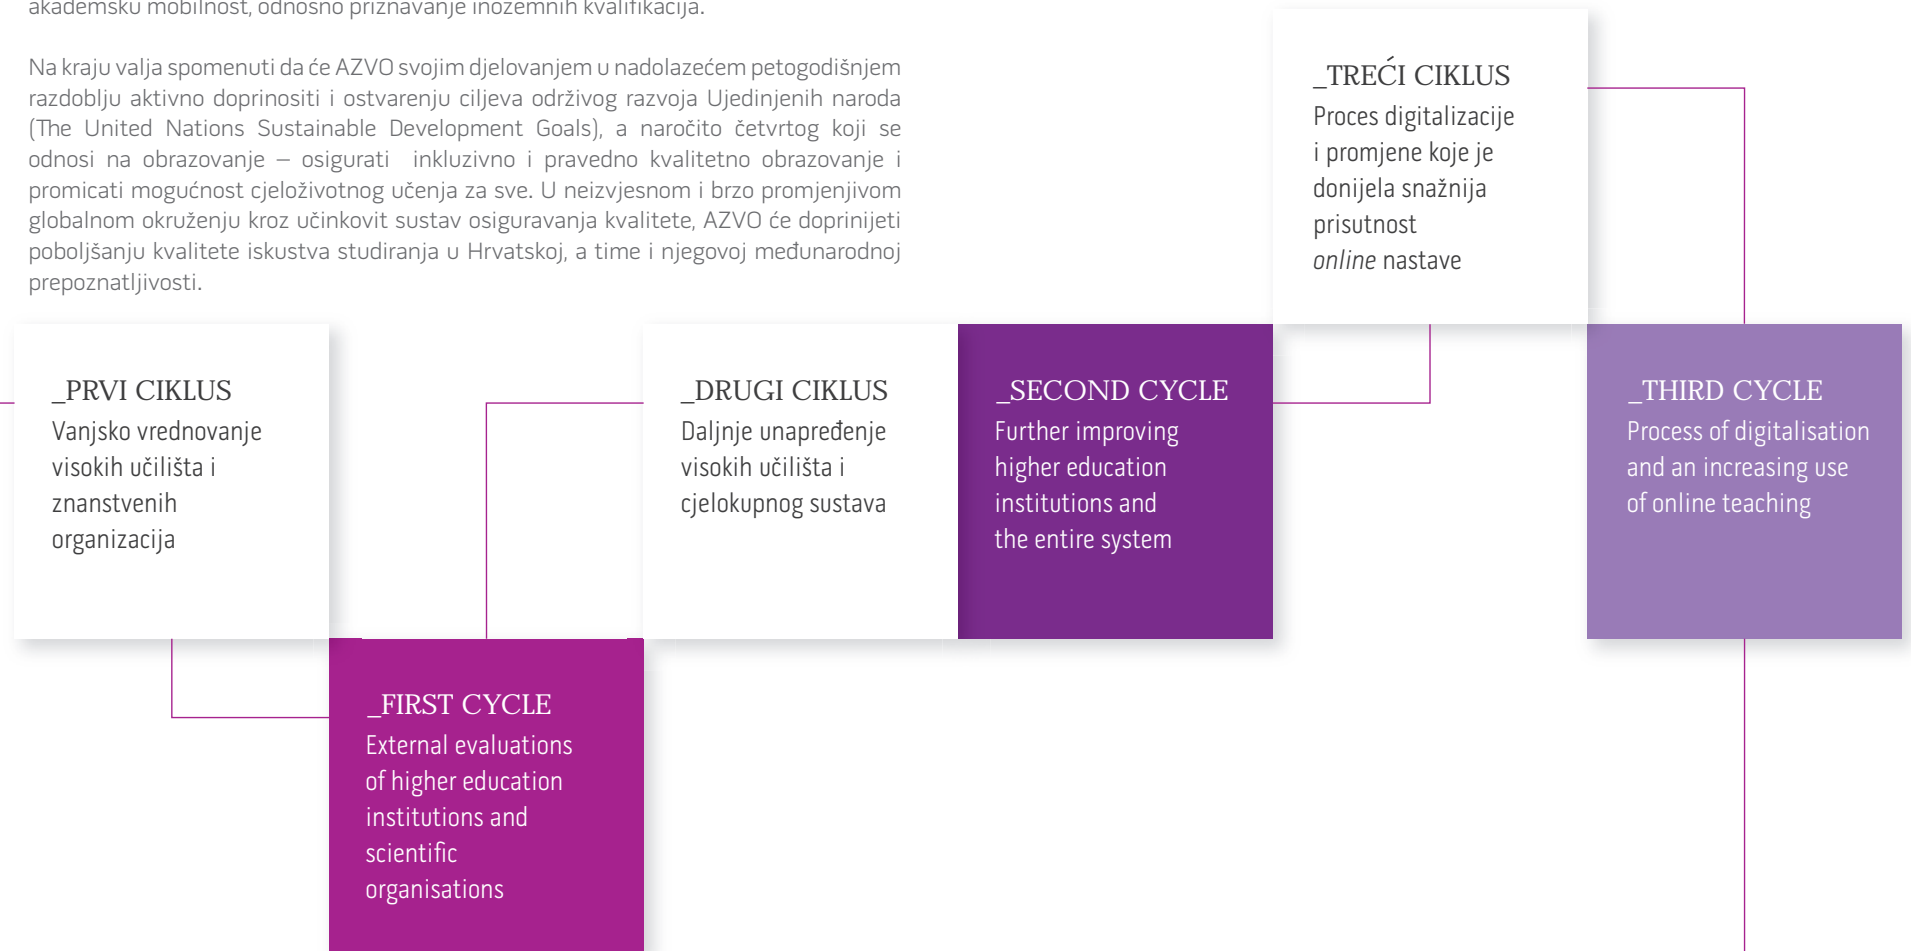 akademsku mobilnost, odnosno priznavanje inozemnih kvalifikacija.
Na kraju valja spomenuti da će AZVO svojim djelovanjem u nadolazećem petogodišnjem
razdoblju aktivno doprinositi i ostvarenju ciljeva održivog razvoja Ujedinjenih naroda
(The United Nations Sustainable Development Goals), a naročito četvrtog koji se
odnosi na obrazovanje – osigurati inkluzivno i pravedno kvalitetno obrazovanje i
promicati mogućnost cjeloživotnog učenja za sve. U neizvjesnom i brzo promjenjivom
globalnom okruženju kroz učinkovit sustav osiguravanja kvalitete, AZVO će doprinijeti
poboljšanju kvalitete iskustva studiranja u Hrvatskoj, a time i njegovoj međunarodnoj
prepoznatljivosti.
_PRVI CIKLUS
Vanjsko vrednovanje
visokih učilišta i
znanstvenih
organizacija
_FIRST CYCLE
External evaluations
of higher education
institutions and
scientific
organisations
_DRUGI CIKLUS
Daljnje unapređenje
visokih učilišta i
cjelokupnog sustava
_SECOND CYCLE
Further improving
higher education
institutions and
the entire system
_TREĆI CIKLUS
Proces digitalizacije
i promjene koje je
donijela snažnija
prisutnost
online nastave
_THIRD CYCLE
Process of digitalisation
and an increasing use
of online teaching